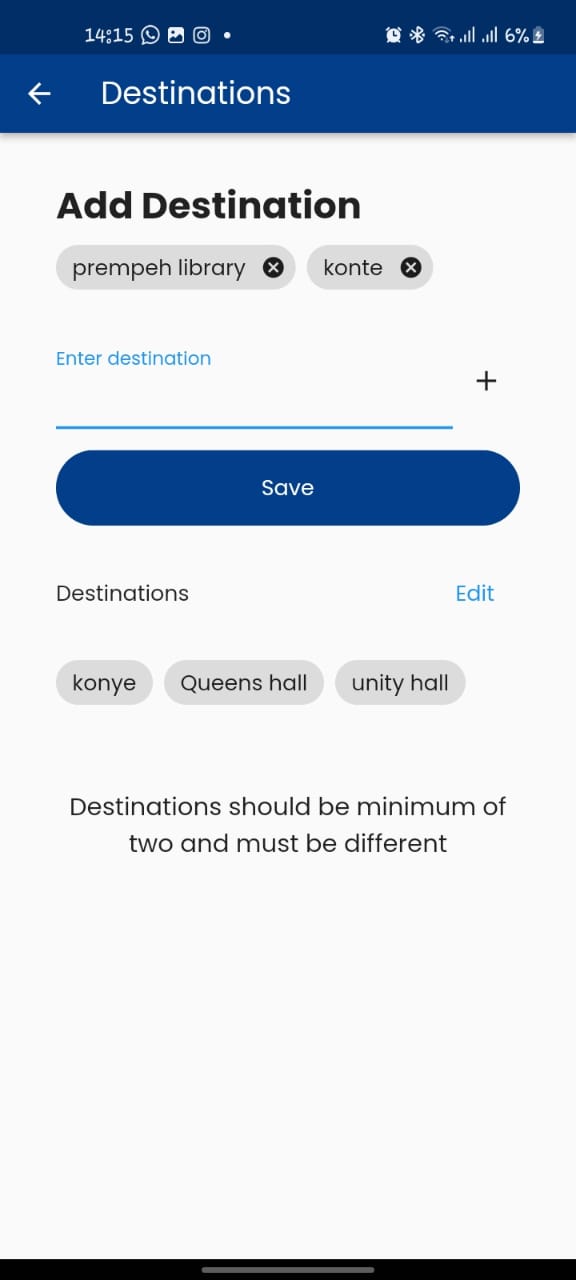 14:15 6%
Destinations
Add Destination
prempeh library konte
Enter destination
Save
Destinations Edit
konye Queens hall unity hall
Destinations should be minimum of
two and must be different